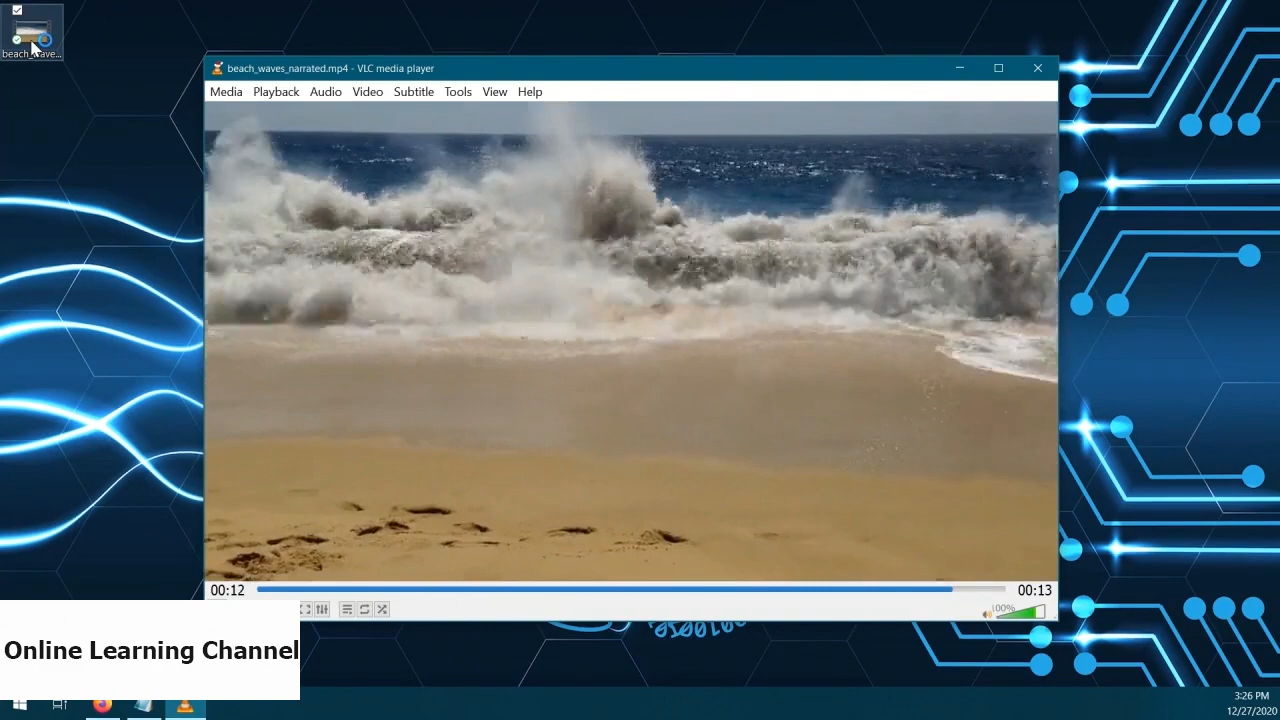 beach_wave...
beach_waves_narrated.mp4 - VLC media player
Media Playback Audio Video Subtitle Tools View Help
00:12
00:13
100%
Online Learning Channel
3:26 PM
12/27/2020